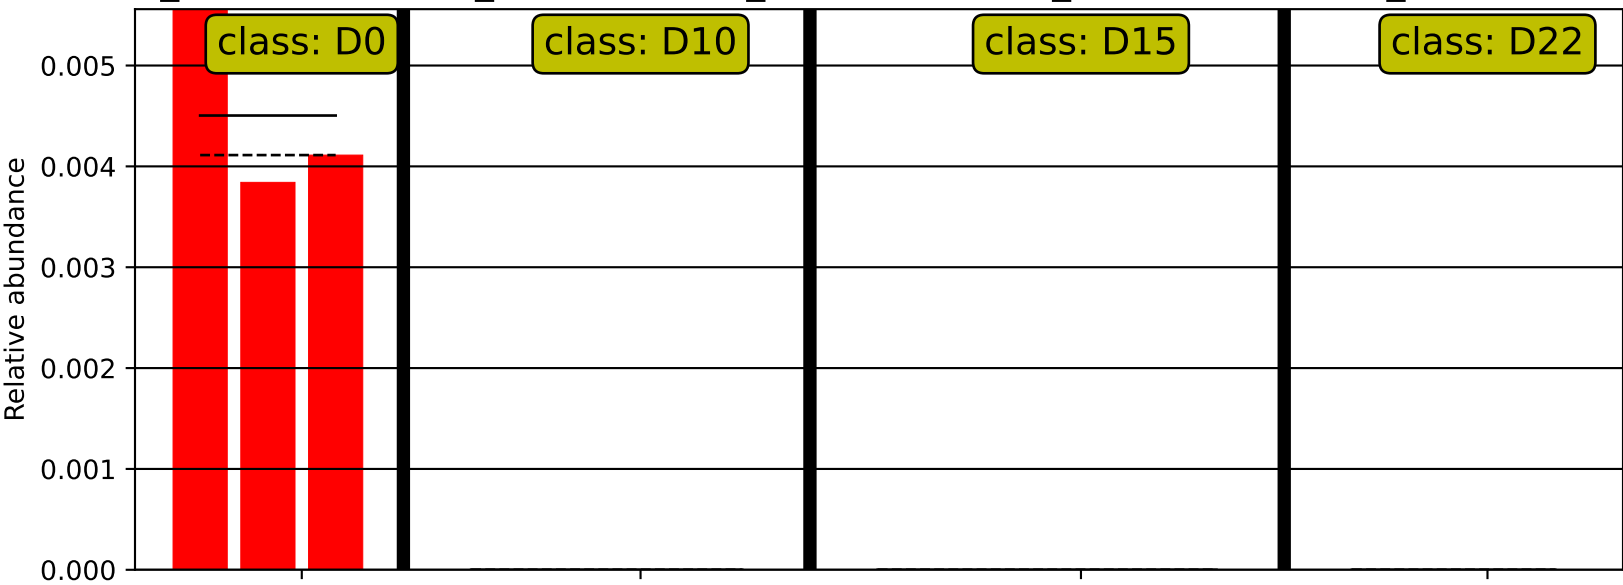 class: D0
class: D10
class: D15
class: D22
0.005
0.004
0.003
0.002
0.001
0.000
Relative abundance